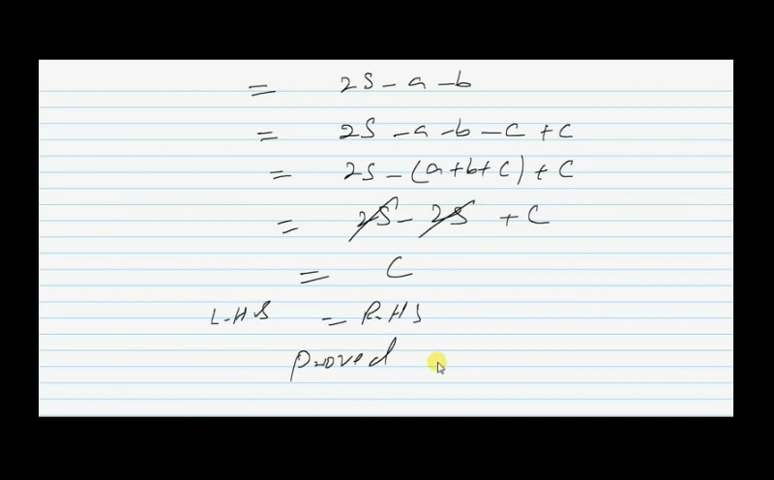 = 2S - a - b
= 2S - a - b - c + c
= 2S - (a+b+c) + c
= 2S - 2S + c
= c
L.H.S = R.H.S
proved